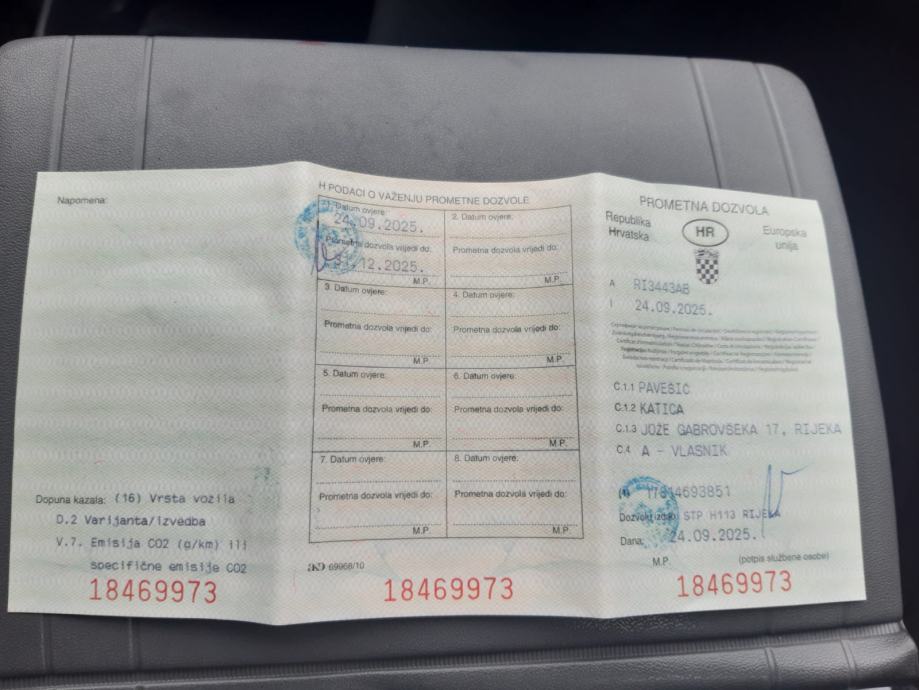 Napomena:
Dopuna kazala: (16) Vrsta vozila
D.2 Varijanta/izvedba
V.7. Emisija CO2 (g/km) ili
specifične emisije CO2
18469973
H PODACI O VAŽENJU PROMETNE DOZVOLE
1. Datum ovjere:
24.09.2025.
Prometna dozvola vrijedi do:
31.12.2025.
M.P.
2. Datum ovjere:
Prometna dozvola vrijedi do:
M.P.
3. Datum ovjere:
Prometna dozvola vrijedi do:
M.P.
4. Datum ovjere:
Prometna dozvola vrijedi do:
M.P.
5. Datum ovjere:
Prometna dozvola vrijedi do:
M.P.
6. Datum ovjere:
Prometna dozvola vrijedi do:
M.P.
7. Datum ovjere:
Prometna dozvola vrijedi do:
M.P.
8. Datum ovjere:
Prometna dozvola vrijedi do:
M.P.
69968/10
18469973
PROMETNA DOZVOLA
Republika
Hrvatska
HR
Europska
unija
A RI3443AB
I 24.09.2025.
C.1.1 PAVEŠIĆ
C.1.2 KATICA
C.1.3 JOŽE GABROVŠEKA 17, RIJEKA
C.4 A - VLASNIK
17814693851
Dozvolu izdao STP H113 RIJEKA
Dana: 24.09.2025.
M.P.
(potpis službene osobe)
18469973